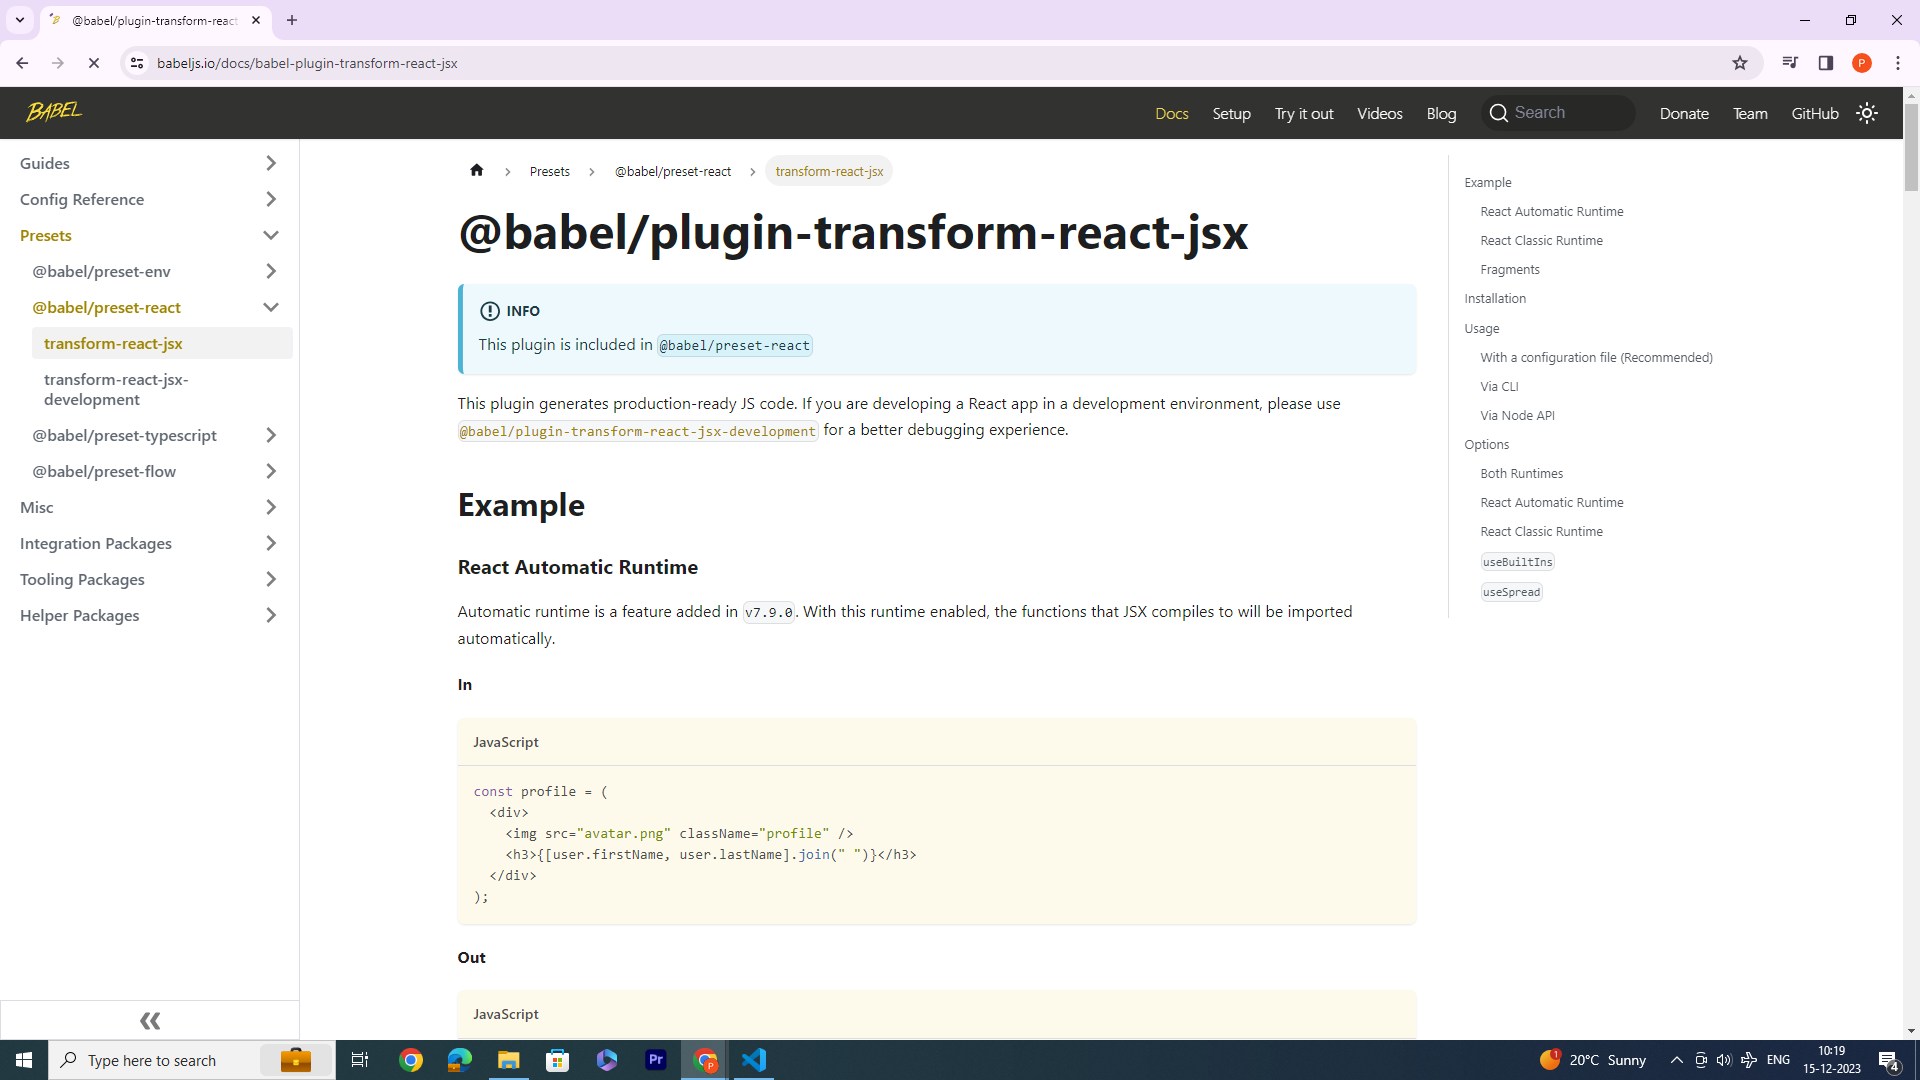 @babel/plugin-transform-react
babeljs.io/docs/babel-plugin-transform-react-jsx
P
BABEL
Docs
Setup
Try it out
Videos
Blog
Search
Donate
Team
GitHub
Guides
Config Reference
Presets
@babel/preset-env
@babel/preset-react
transform-react-jsx
transform-react-jsx-
development
@babel/preset-typescript
@babel/preset-flow
Misc
Integration Packages
Tooling Packages
Helper Packages
Presets
@babel/preset-react
transform-react-jsx
@babel/plugin-transform-react-jsx
INFO
This plugin is included in @babel/preset-react
This plugin generates production-ready JS code. If you are developing a React app in a development environment, please use
@babel/plugin-transform-react-jsx-development for a better debugging experience.
Example
React Automatic Runtime
Automatic runtime is a feature added in v7.9.0. With this runtime enabled, the functions that JSX compiles to will be imported
automatically.
In
JavaScript
const profile = (
<div>
<img src="avatar.png" className="profile" />
<h3>{[user.firstName, user.lastName].join(" ")}</h3>
</div>
);
Out
JavaScript
Example
React Automatic Runtime
React Classic Runtime
Fragments
Installation
Usage
With a configuration file (Recommended)
Via CLI
Via Node API
Options
Both Runtimes
React Automatic Runtime
React Classic Runtime
useBuiltIns
useSpread
Type here to search
Pr
P
1
20°C Sunny
ENG
10:19
15-12-2023
4